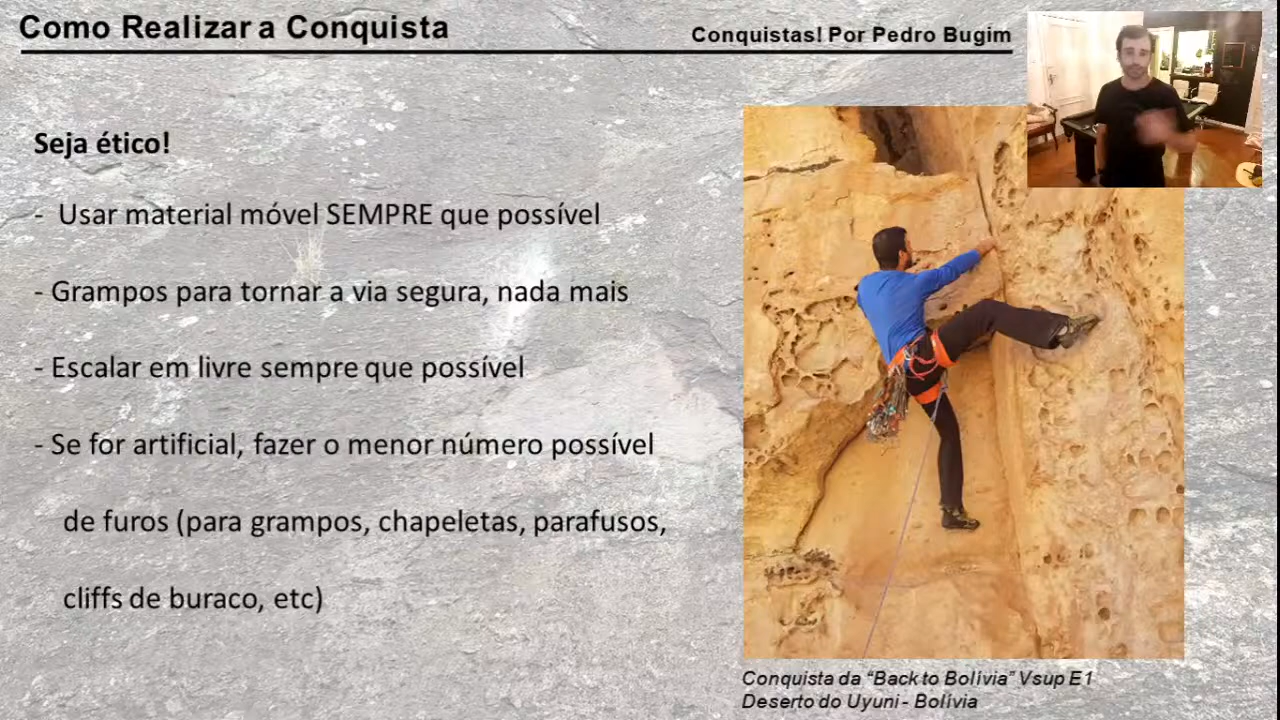 Como Realizar a Conquista
Conquistas! Por Pedro Bugim
Seja ético!
- Usar material móvel SEMPRE que possível
- Grampos para tornar a via segura, nada mais
- Escalar em livre sempre que possível
- Se for artificial, fazer o menor número possível
de furos (para grampos, chapeletas, parafusos,
cliffs de buraco, etc)
Conquista da “Back to Bolívia” Vsup E1
Deserto do Uyuni - Bolívia